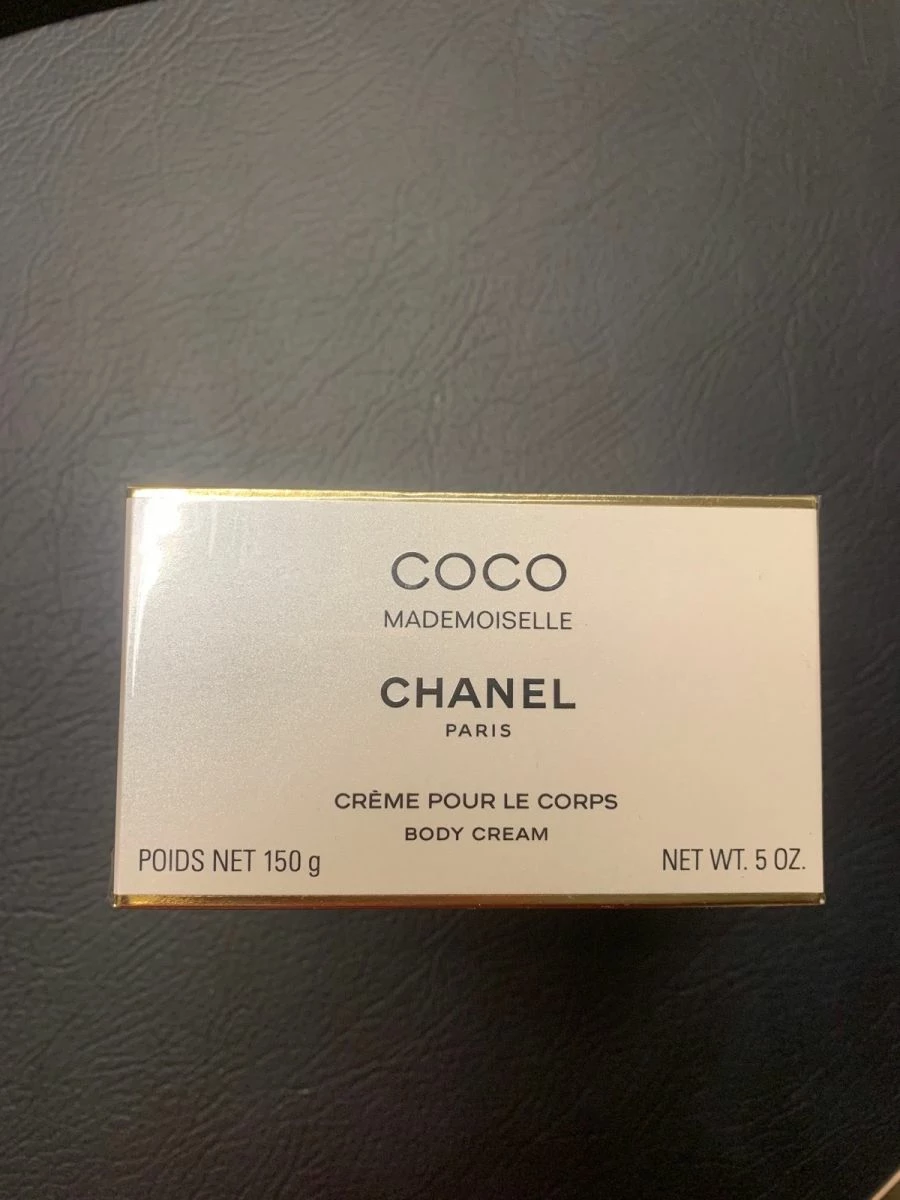 COCO
MADEMOISELLE
CHANEL
PARIS
CRÈME POUR LE CORPS
BODY CREAM
POIDS NET 150 g NET WT. 5 OZ.